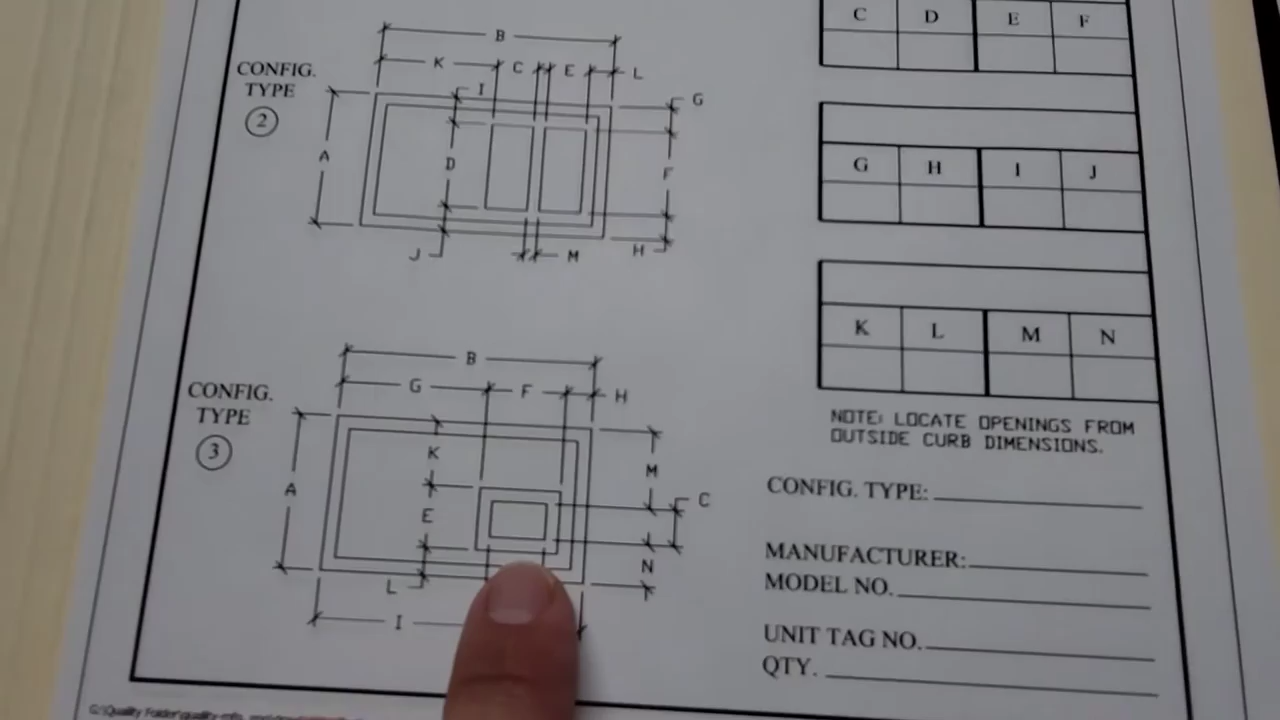 C D E F
B
K C E L
CONFIG.
TYPE
2
I
G
A
D
F
J
M
H
G H I J
K L M N
B
G F H
CONFIG.
TYPE
3
K
M
A
E
C
N
L
I
NOTE: LOCATE OPENINGS FROM
OUTSIDE CURB DIMENSIONS.
CONFIG. TYPE:
MANUFACTURER:
MODEL NO.
UNIT TAG NO.
QTY.